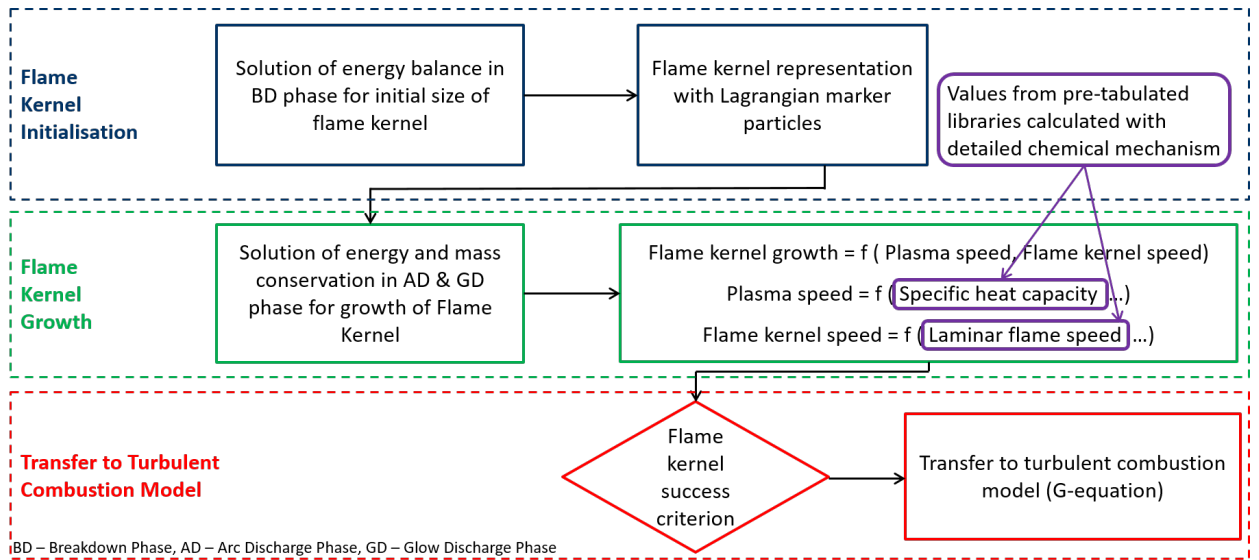 Flame
Kernel
Initialisation
Solution of energy balance in
BD phase for initial size of
flame kernel
Flame kernel representation
with Lagrangian marker
particles
Values from pre-tabulated
libraries calculated with
detailed chemical mechanism
Flame
Kernel
Growth
Solution of energy and mass
conservation in AD & GD
phase for growth of Flame
Kernel
Flame kernel growth = f ( Plasma speed, Flame kernel speed)
Plasma speed = f ( Specific heat capacity ...)
Flame kernel speed = f ( Laminar flame speed ...)
Transfer to Turbulent
Combustion Model
Flame
kernel
success
criterion
Transfer to turbulent combustion
model (G-equation)
BD – Breakdown Phase, AD – Arc Discharge Phase, GD – Glow Discharge Phase